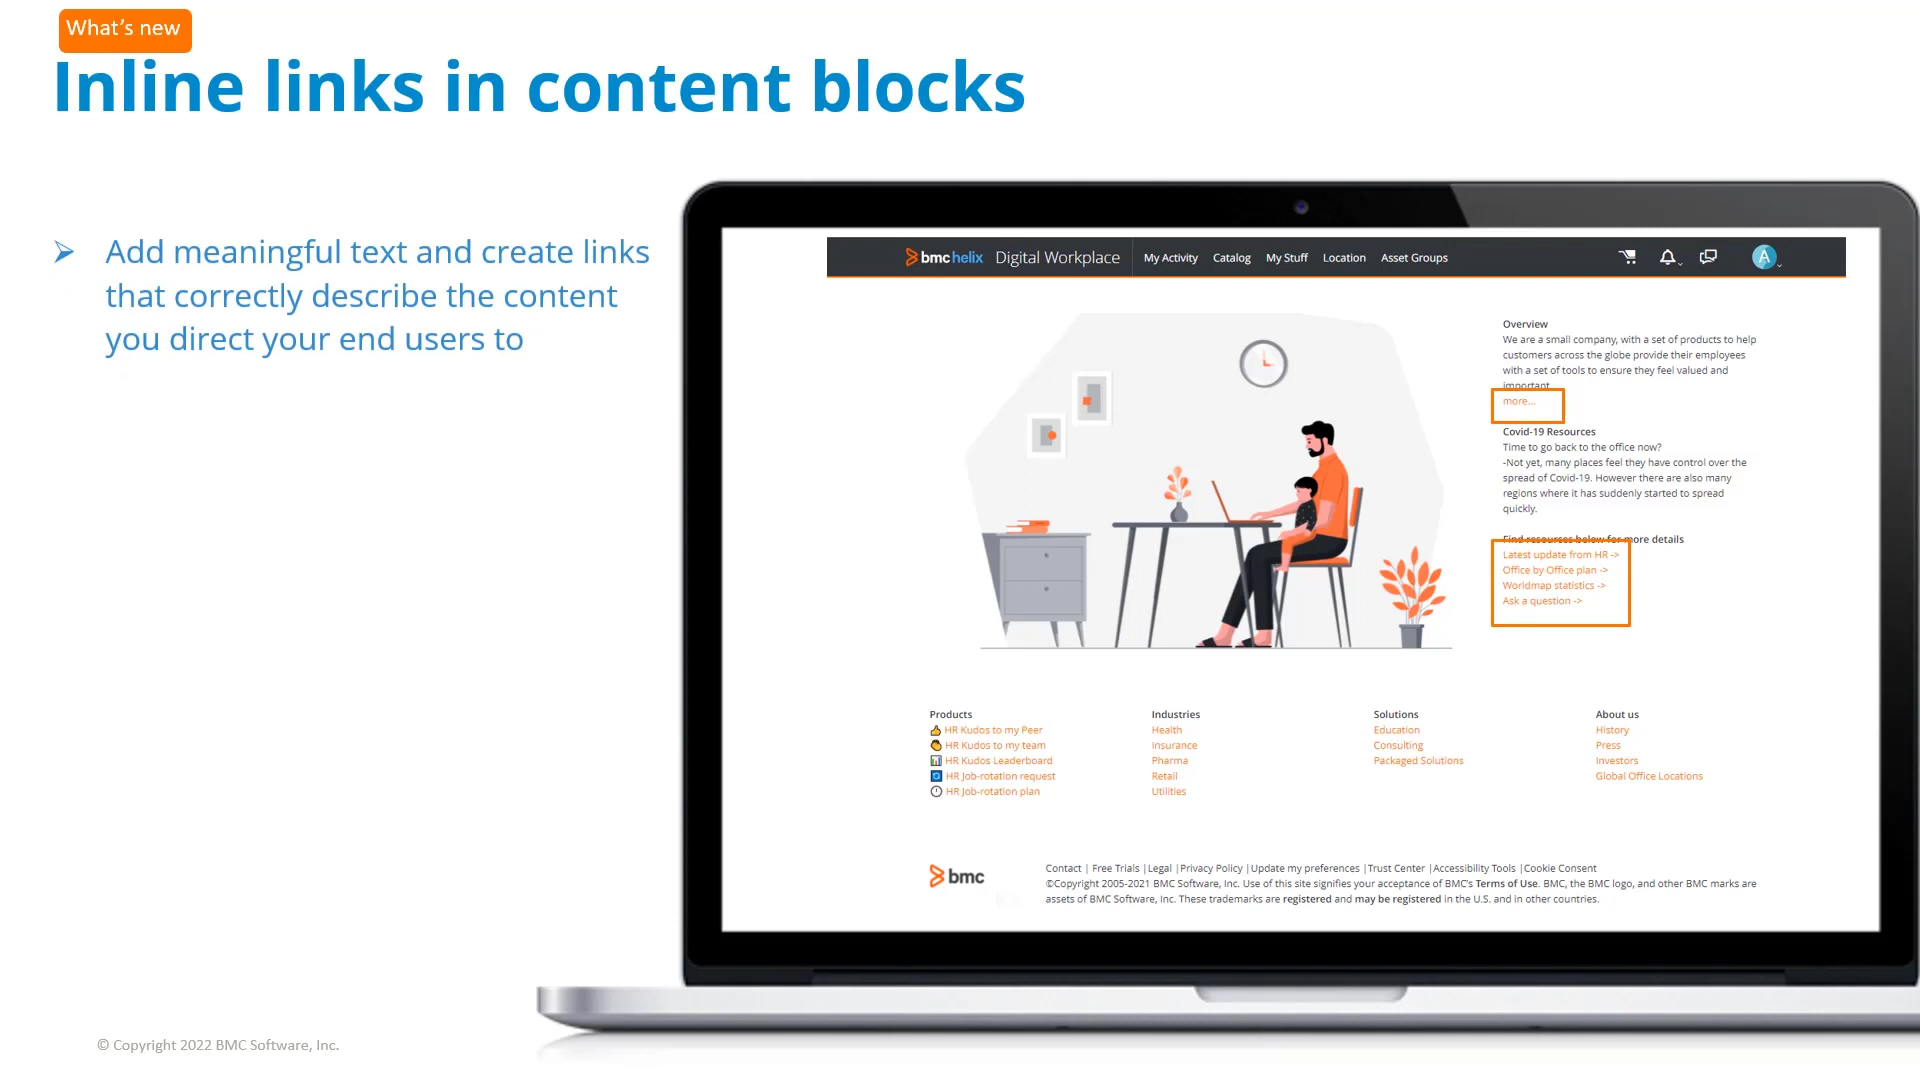 What's new
Inline links in content blocks
Add meaningful text and create links
that correctly describe the content
you direct your end users to
bmc helix Digital Workplace My Activity Catalog My Stuff Location Asset Groups A
Overview
We are a small company, with a set of products to help
customers across the globe provide their employees
with a set of tools to ensure they feel valued and
important
more...
Covid-19 Resources
Time to go back to the office now?
-Not yet, many places feel they have control over the
spread of Covid-19. However there are also many
regions where it has suddenly started to spread
quickly.
Find resourses below for more details
Latest update from HR ->
Office by Office plan ->
Worldmap statistics ->
Ask a question ->
Products
HR Kudos to my Peer
HR Kudos to my team
HR Kudos Leaderboard
HR Job-rotation request
HR Job-rotation plan
Industries
Health
Insurance
Pharma
Retail
Utilities
Solutions
Education
Consulting
Packaged Solutions
About us
History
Press
Investors
Global Office Locations
bmc
Contact | Free Trials |Legal |Privacy Policy |Update my preferences |Trust Center |Accessibility Tools |Cookie Consent
©Copyright 2005-2021 BMC Software, Inc. Use of this site signifies your acceptance of BMC's Terms of Use. BMC, the BMC logo, and other BMC marks are
assets of BMC Software, Inc. These trademarks are registered and may be registered in the U.S. and in other countries.
© Copyright 2022 BMC Software, Inc.